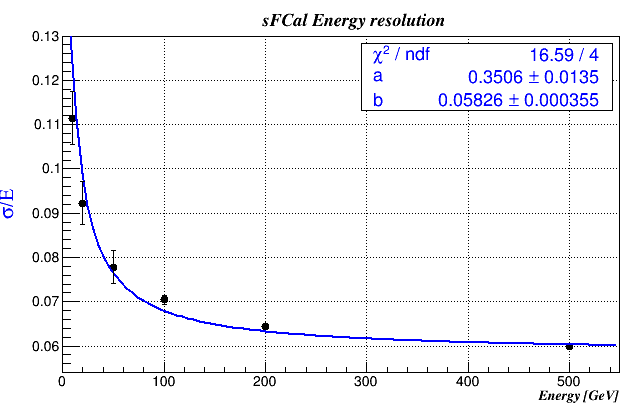 sFCal Energy resolution
χ² / ndf 16.59 / 4
a 0.3506 ± 0.0135
b 0.05826 ± 0.000355
σ/E
0.13
0.12
0.11
0.1
0.09
0.08
0.07
0.06
0 100 200 300 400 500
Energy [GeV]